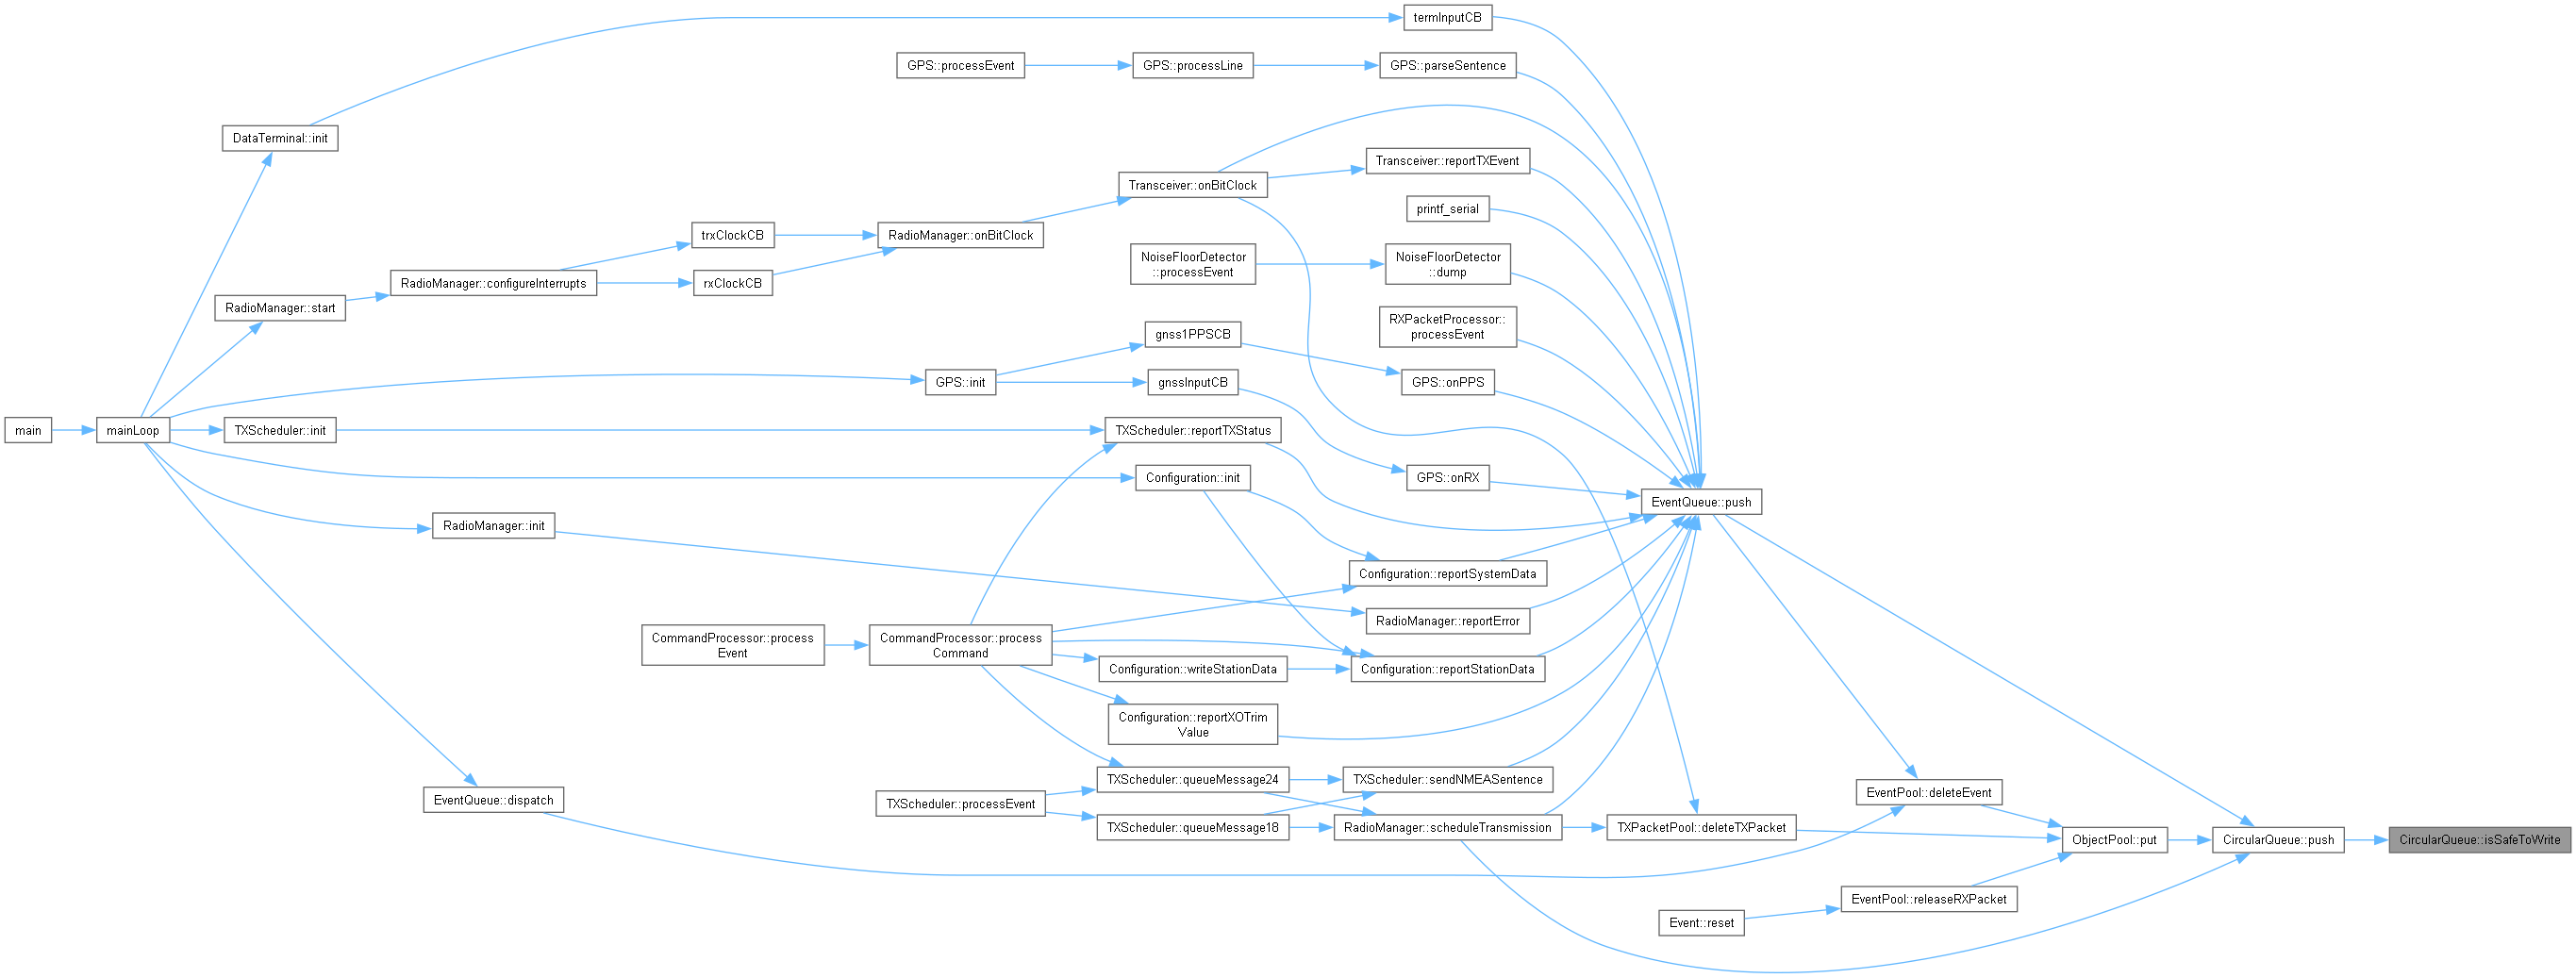 termInputCB
GPS::processEvent
GPS::processLine
GPS::parseSentence
DataTerminal::init
Transceiver::reportTXEvent
Transceiver::onBitClock
printf_serial
trxClockCB
RadioManager::onBitClock
NoiseFloorDetector
::processEvent
NoiseFloorDetector
::dump
RadioManager::configureInterrupts
rxClockCB
RadioManager::start
RXPacketProcessor::
processEvent
gnss1PPSCB
GPS::init
gnssInputCB
GPS::onPPS
main
mainLoop
TXScheduler::init
TXScheduler::reportTXStatus
Configuration::init
GPS::onRX
EventQueue::push
RadioManager::init
Configuration::reportSystemData
RadioManager::reportError
CommandProcessor::process
Event
CommandProcessor::process
Command
Configuration::writeStationData
Configuration::reportStationData
Configuration::reportXOTrim
Value
TXScheduler::queueMessage24
TXScheduler::sendNMEASentence
EventQueue::dispatch
TXScheduler::processEvent
EventPool::deleteEvent
TXScheduler::queueMessage18
RadioManager::scheduleTransmission
TXPacketPool::deleteTXPacket
ObjectPool::put
CircularQueue::push
CircularQueue::isSafeToWrite
EventPool::releaseRXPacket
Event::reset